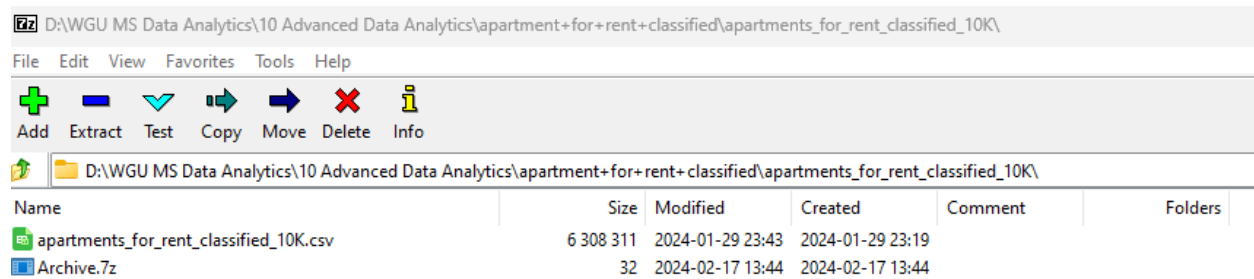 7z D:\WGU MS Data Analytics\10 Advanced Data Analytics\apartment+for+rent+classified\apartments_for_rent_classified_10K\
File Edit View Favorites Tools Help
Add Extract Test Copy Move Delete Info
D:\WGU MS Data Analytics\10 Advanced Data Analytics\apartment+for+rent+classified\apartments_for_rent_classified_10K\
Name Size Modified Created Comment Folders
apartments_for_rent_classified_10K.csv 6 308 311 2024-01-29 23:43 2024-01-29 23:19
Archive.7z 32 2024-02-17 13:44 2024-02-17 13:44